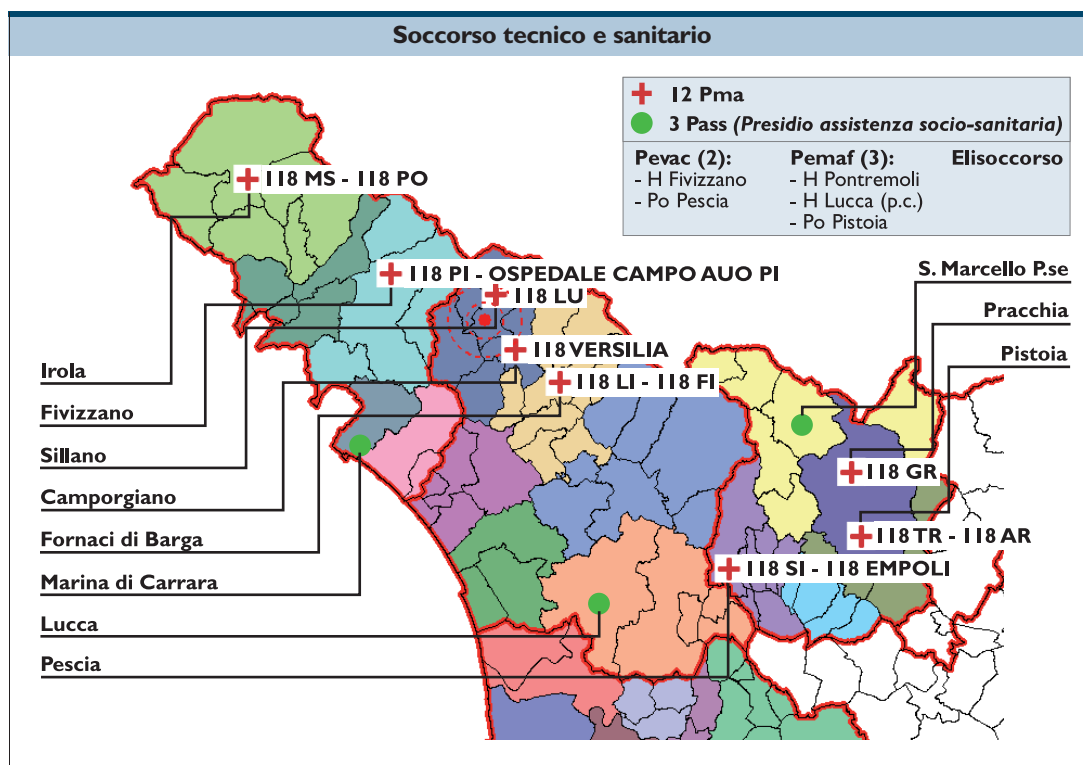 Soccorso tecnico e sanitario
12 Pma
3 Pass (Presidio assistenza socio-sanitaria)
Pevac (2):
- H Fivizzano
- Po Pescia
Pemaf (3):
- H Pontremoli
- H Lucca (p.c.)
- Po Pistoia
Elisoccorso
118 MS - 118 PO
118 PI - OSPEDALE CAMPO AUO PI
118 LU
118 VERSILIA
118 LI - 118 FI
118 GR
118 TR - 118 AR
118 SI - 118 EMPOLI
S. Marcello P.se
Pracchia
Pistoia
Irola
Fivizzano
Sillano
Camporgiano
Fornaci di Barga
Marina di Carrara
Lucca
Pescia